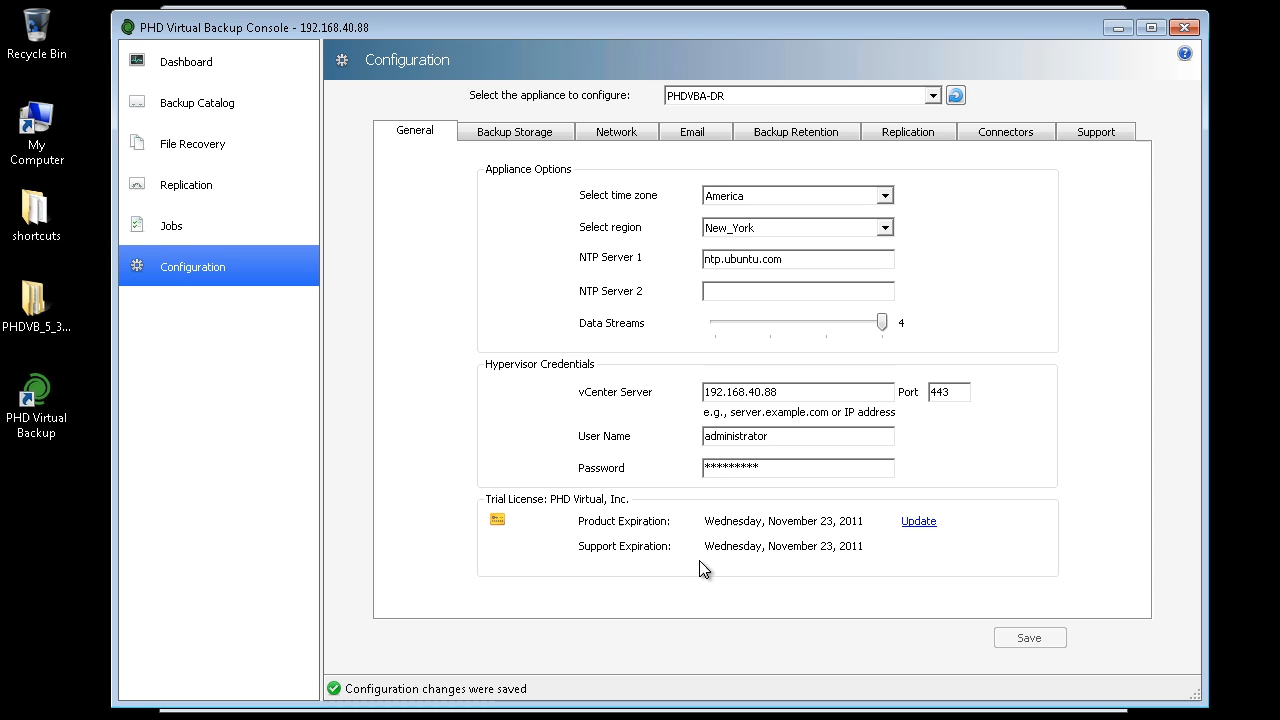 Recycle Bin
My
Computer
shortcuts
PHDVB_5_3...
PHD Virtual
Backup
PHD Virtual Backup Console - 192.168.40.88
Dashboard
Backup Catalog
File Recovery
Replication
Jobs
Configuration
Configuration
Select the appliance to configure: PHDVBA-DR
General Backup Storage Network Email Backup Retention Replication Connectors Support
Appliance Options
Select time zone America
Select region New_York
NTP Server 1 ntp.ubuntu.com
NTP Server 2
Data Streams 4
Hypervisor Credentials
vCenter Server 192.168.40.88 Port 443
e.g., server.example.com or IP address
User Name administrator
Password *********
Trial License: PHD Virtual, Inc.
Product Expiration: Wednesday, November 23, 2011 Update
Support Expiration: Wednesday, November 23, 2011
Save
Configuration changes were saved